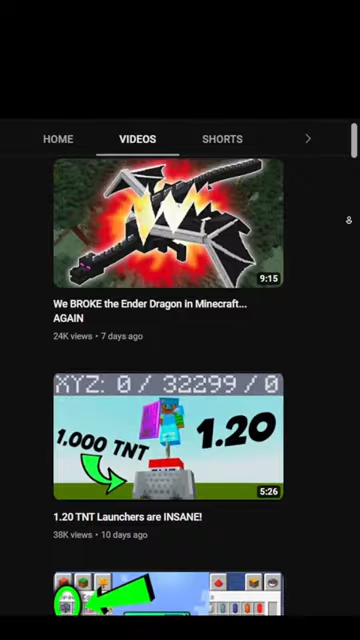 HOME VIDEOS SHORTS
9:15
We BROKE the Ender Dragon in Minecraft...
AGAIN
24K views • 7 days ago
XYZ: 0 / 32299 / 0
1.20
1,000 TNT
5:26
1.20 TNT Launchers are INSANE!
38K views • 10 days ago